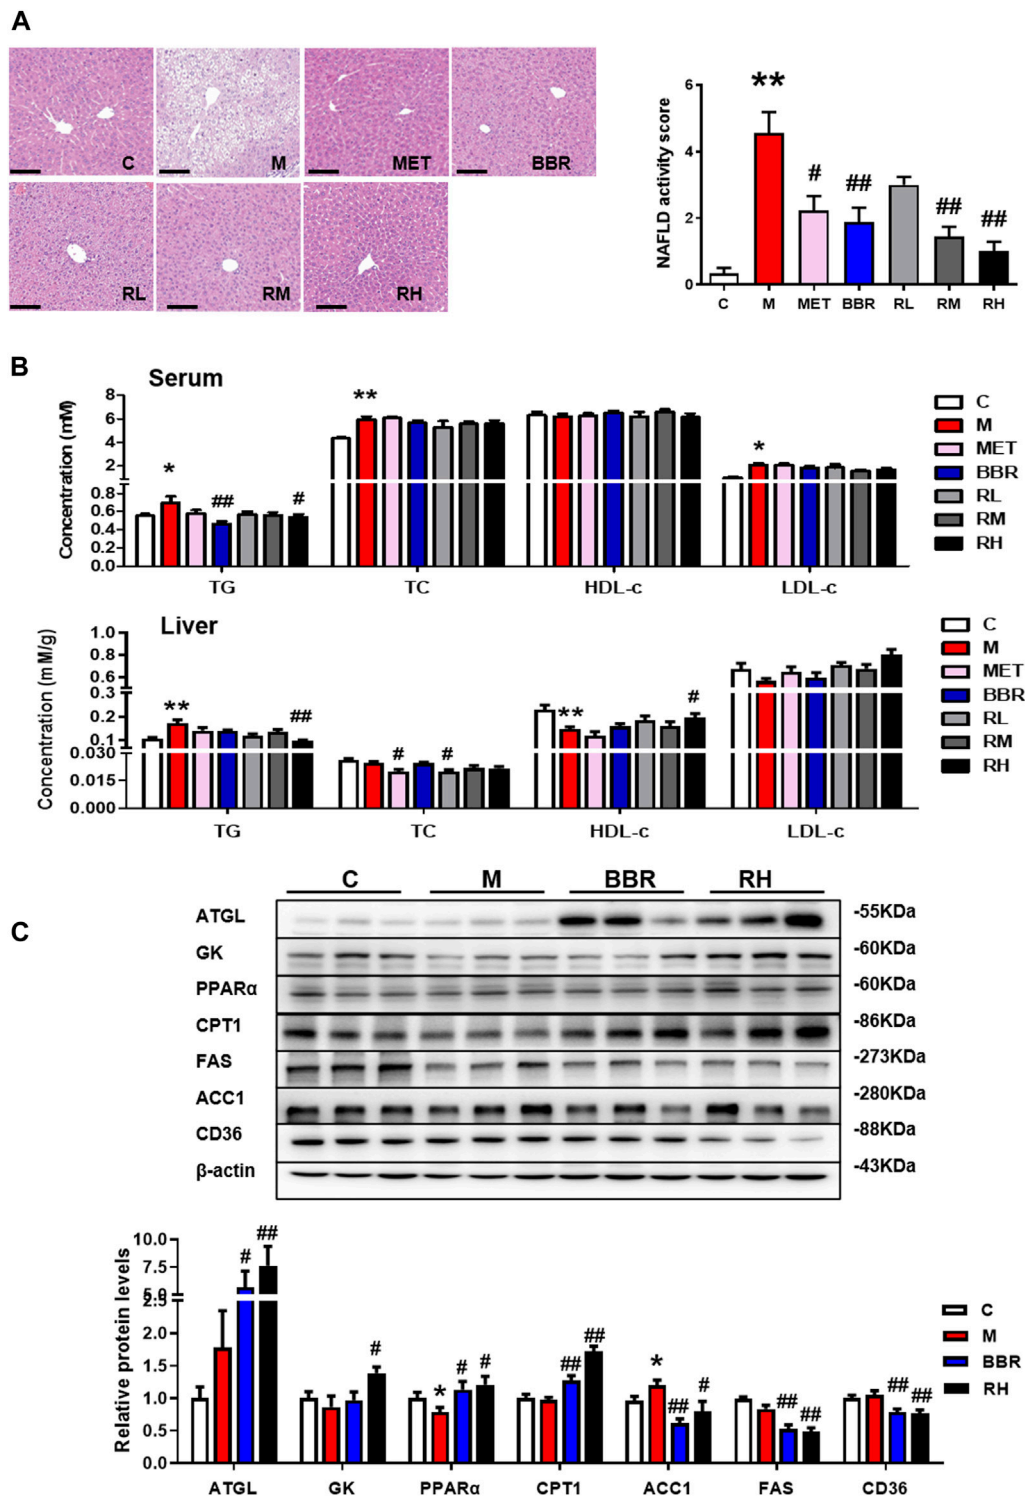 A
C
M
MET
BBR
RL
RM
RH
NAFLD activity score
6
4
2
0
**
#
##
##
##
C M MET BBR RL RM RH
B
Serum
Concentration (mM)
8
6
4
2
0.8
0.6
0.4
0.2
0.0
*
##
#
**
*
TG TC HDL-c LDL-c
C
M
MET
BBR
RL
RM
RH
Liver
Concentration (mM/g)
1.0
0.8
0.6
0.3
0.2
0.1
0.030
0.015
0.000
**
##
#
#
**
#
TG TC HDL-c LDL-c
C
M
MET
BBR
RL
RM
RH
C
C M BBR RH
ATGL -55KDa
GK -60KDa
PPARα -60KDa
CPT1 -86KDa
FAS -273KDa
ACC1 -280KDa
CD36 -88KDa
β-actin -43KDa
Relative protein levels
10.0
7.5
5.0
2.5
2.0
1.5
1.0
0.5
0.0
#
##
#
*
#
#
##
##
*
##
#
##
##
##
##
ATGL GK PPARα CPT1 ACC1 FAS CD36
C
M
BBR
RH